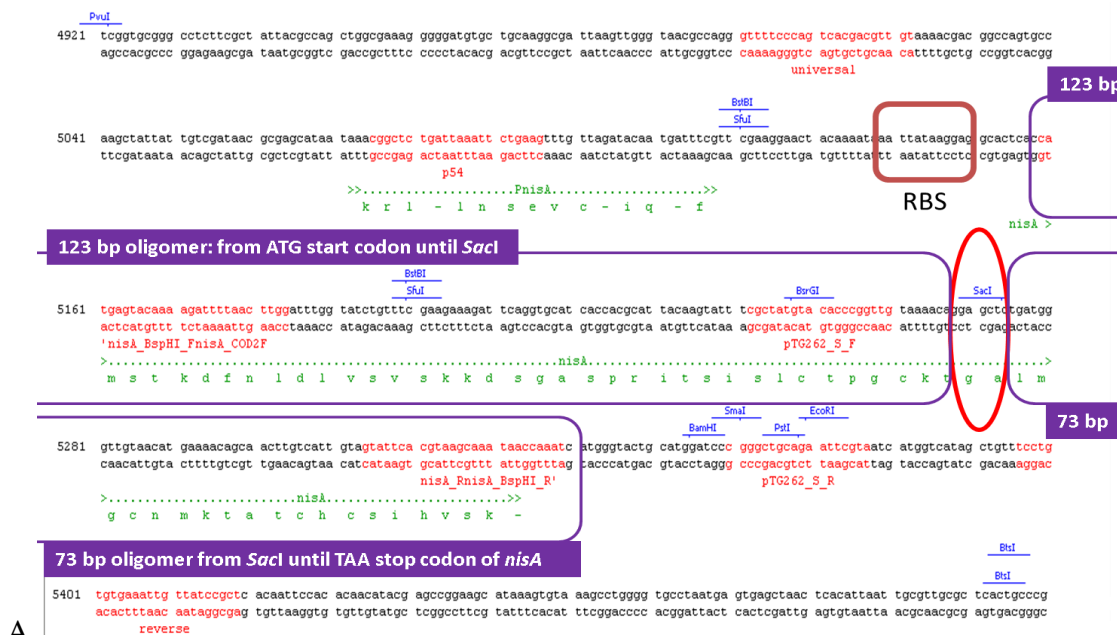 PvuI
4921 tcggtgcggg cctcttcgct attacgccag ctggcgaaag ggggatgtgc tgcaaggcga ttaagttggg taacgccagg gttttcccag tcacgacgtt gtaaaacgac ggccagtgcc
agccacgccc ggagaagcga taatgcggtc gaccgctttc cccctacacg acgttccgct aattcaaccc attgcggtcc caaaagggtc agtgctgcaa cattttgctg ccggtcacgg
universal
123 bp
BstBI
SfuI
5041 aagctattat tgtcgataac gcgagcataa taaacggctc tgattaaatt ctgaagtttg ttagatacaa tgatttcgtt cgaaggaact acaaaataaa ttataaggag gcactcacca
ttcgataata acagctattg cgctcgtatt atttgccgag actaatttaa gacttcaaac aatctatgtt actaaagcaa gcttccttga tgttttattt aatattcctc cgtgagtggt
p54
>>..................PnisA..................>>
k r l - l n s e v c - i q - f
RBS
nisA >
123 bp oligomer: from ATG start codon until SacI
BstBI
SfuI
BsrGI
SacI
5161 tgagtacaaa agattttaac ttggatttgg tatctgtttc gaagaaagat tcaggtgcat caccacgcat tacaagtatt tcgctatgta cacccggttg taaaacagga gctctgatgg
actcatgttt tctaaaattg aacctaaacc atagacaaag cttctttcta agtccacgta gtggtgcgta atgttcataa agcgatacat gtgggccaac attttgtcct cgagactacc
'nisA_BspHI_FnisA_COD2F
pTG262_S_F
m s t k d f n l d l v s v s k k d s g a s p r i t s i s l c t p g c k t g a l m
73 bp
BamHI
SmaI
PstI
EcoRI
5281 gttgtaacat gaaaacagca acttgtcatt gtagtattca cgtaagcaaa taaccaaatc atgggtactg catggatccc gggctgcaga attcgtaatc atggtcatag ctgtttcctg
caacattgta cttttgtcgt tgaacagtaa catcataagt gcattcgttt attggtttag tacccatgac gtacctaggg cccgacgtct taagcattag taccagtatc gacaaaggac
nisA_RnisA_BspHI_R'
pTG262_S_R
g c n m k t a t c h c s i h v s k -
73 bp oligomer from SacI until TAA stop codon of nisA
BtsI
BtsI
5401 tgtgaaattg ttatccgctc acaattccac acaacatacg agccggaagc ataaagtgta aagcctgggg tgcctaatga gtgagctaac tcacattaat tgcgttgcgc tcactgcccg
acactttaac aataggcgag tgttaaggtg tgttgtatgc tcggccttcg tatttcacat ttcggacccc acggattact cactcgattg agtgtaatta acgcaacgcg agtgacgggc
reverse